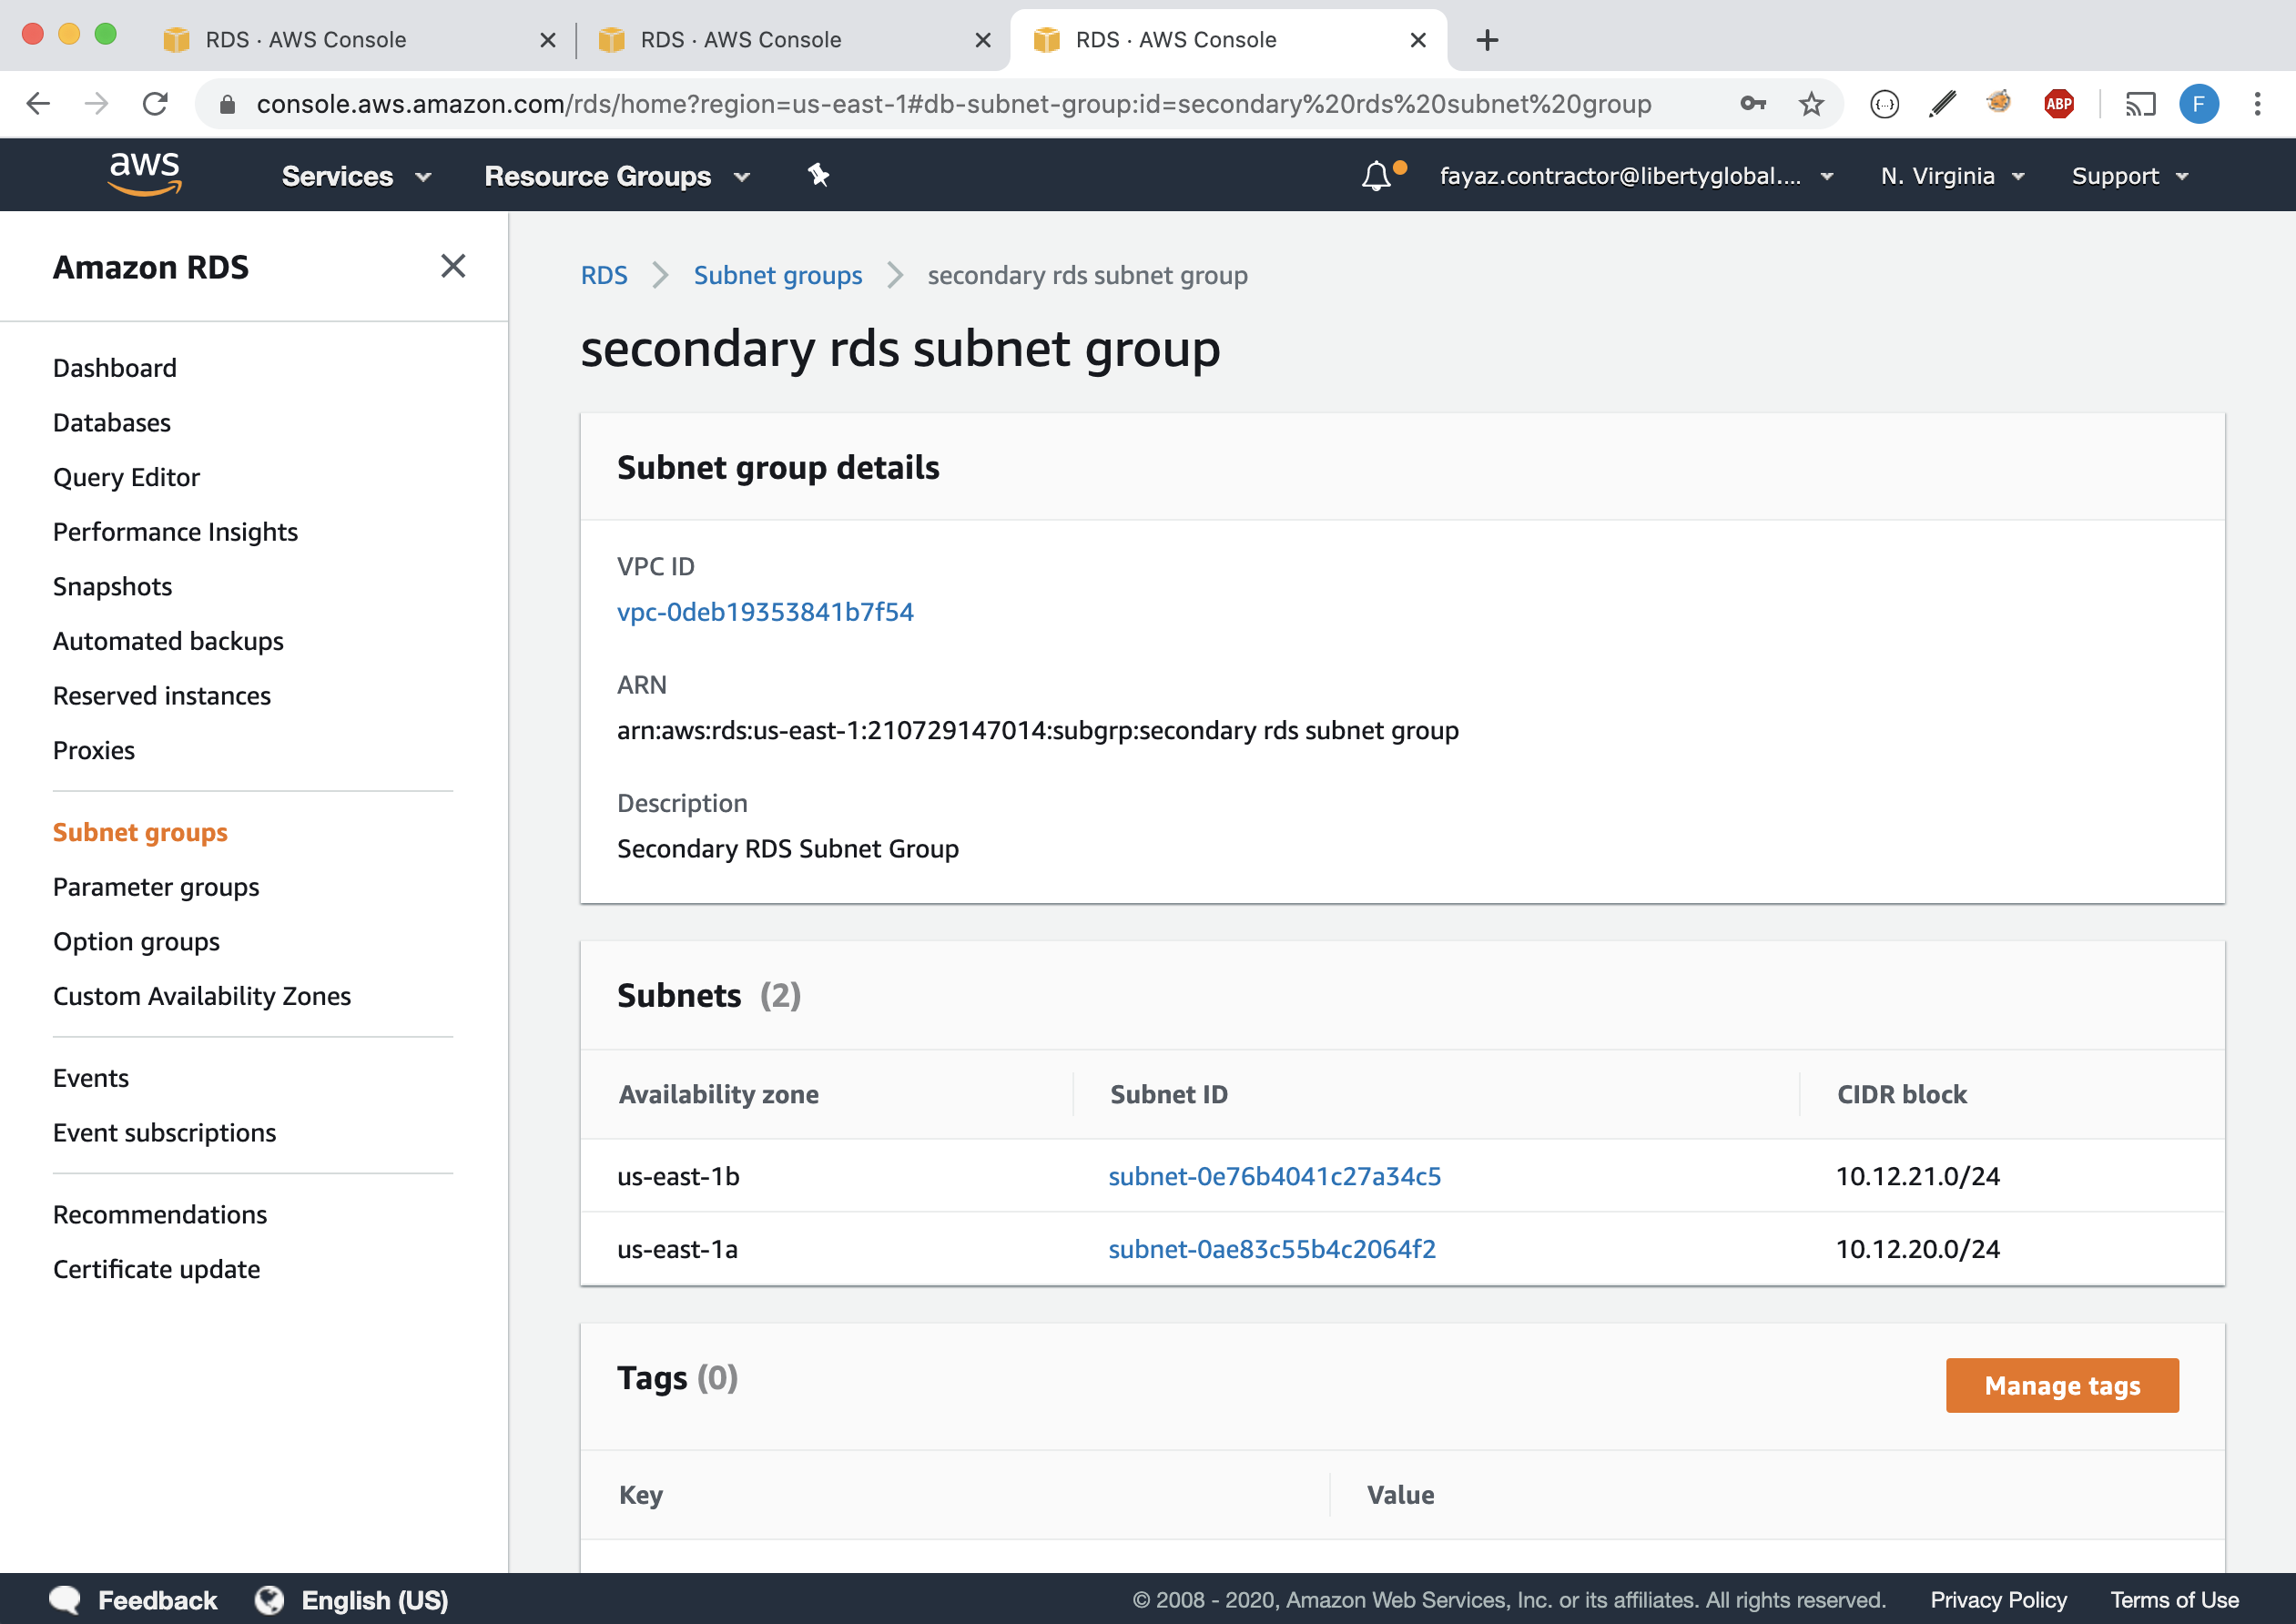 RDS · AWS Console
RDS · AWS Console
RDS · AWS Console
console.aws.amazon.com/rds/home?region=us-east-1#db-subnet-group:id=secondary%20rds%20subnet%20group
{...}
ABP
F
aws
Services
Resource Groups
fayaz.contractor@libertyglobal....
N. Virginia
Support
Amazon RDS
Dashboard
Databases
Query Editor
Performance Insights
Snapshots
Automated backups
Reserved instances
Proxies
Subnet groups
Parameter groups
Option groups
Custom Availability Zones
Events
Event subscriptions
Recommendations
Certificate update
RDS > Subnet groups > secondary rds subnet group
secondary rds subnet group
Subnet group details
VPC ID
vpc-0deb19353841b7f54
ARN
arn:aws:rds:us-east-1:210729147014:subgrp:secondary rds subnet group
Description
Secondary RDS Subnet Group
Subnets (2)
Availability zone Subnet ID CIDR block
us-east-1b subnet-0e76b4041c27a34c5 10.12.21.0/24
us-east-1a subnet-0ae83c55b4c2064f2 10.12.20.0/24
Tags (0)
Manage tags
Key Value
Feedback
English (US)
© 2008 - 2020, Amazon Web Services, Inc. or its affiliates. All rights reserved.
Privacy Policy
Terms of Use